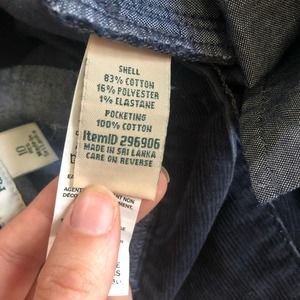 SHELL
83% COTTON
16% POLYESTER
1% ELASTANE
POCKETING
100% COTTON
ItemID 296906
MADE IN SRI LANKA
CARE ON REVERSE
AGENT
10